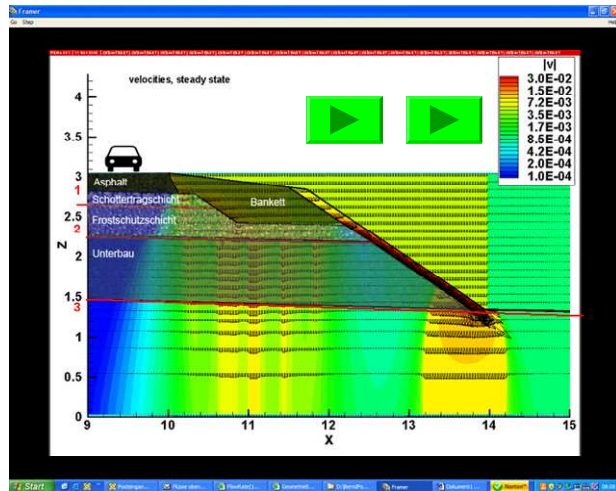 Framer
Go Step
Help
velocities, steady state
|v|
3.0E-02
1.5E-02
7.2E-03
3.5E-03
1.7E-03
8.6E-04
4.2E-04
2.0E-04
1.0E-04
4
3.5
3
2.5
2
1.5
1
0.5
0
Z
Asphalt
1
Schottertragschicht
Bankett
2
Frostschutzschicht
Unterbau
3
9 10 11 12 13 14 15
X
Start
Framer